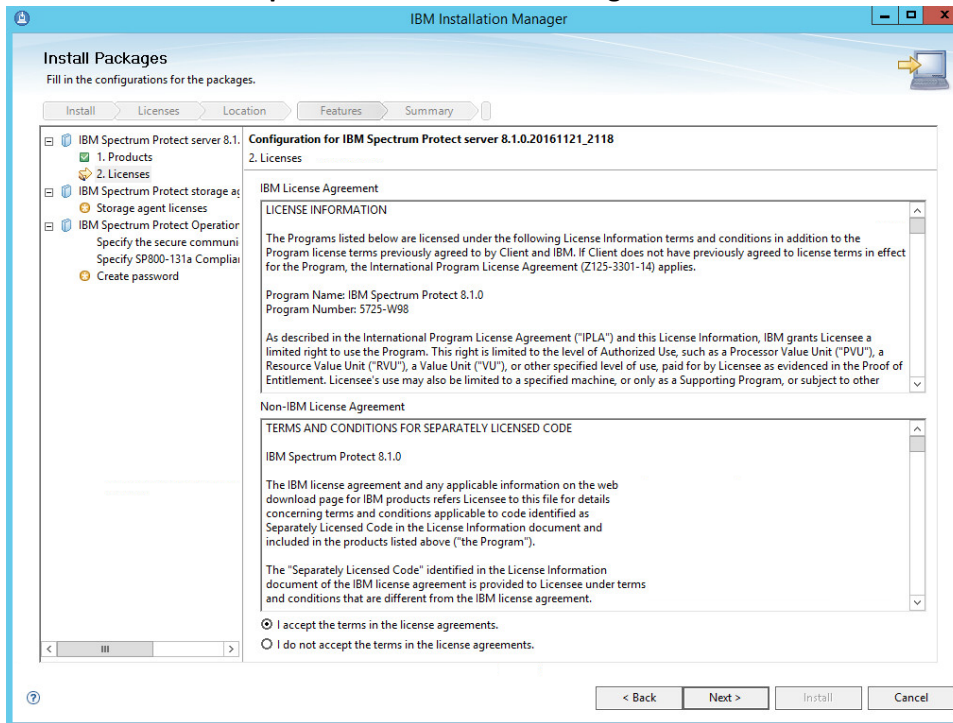 IBM Installation Manager
Install Packages
Fill in the configurations for the packages.
Install Licenses Location Features Summary
IBM Spectrum Protect server 8.1.
1. Products
2. Licenses
IBM Spectrum Protect storage ag
Storage agent licenses
IBM Spectrum Protect Operation
Specify the secure communi
Specify SP800-131a Complian
Create password
Configuration for IBM Spectrum Protect server 8.1.0.20161121_2118
2. Licenses
IBM License Agreement
LICENSE INFORMATION
The Programs listed below are licensed under the following License Information terms and conditions in addition to the
Program license terms previously agreed to by Client and IBM. If Client does not have previously agreed to license terms in effect
for the Program, the International Program License Agreement (Z125-3301-14) applies.
Program Name: IBM Spectrum Protect 8.1.0
Program Number: 5725-W98
As described in the International Program License Agreement ("IPLA") and this License Information, IBM grants Licensee a
limited right to use the Program. This right is limited to the level of Authorized Use, such as a Processor Value Unit ("PVU"), a
Resource Value Unit ("RVU"), a Value Unit ("VU"), or other specified level of use, paid for by Licensee as evidenced in the Proof of
Entitlement. Licensee's use may also be limited to a specified machine, or only as a Supporting Program, or subject to other
Non-IBM License Agreement
TERMS AND CONDITIONS FOR SEPARATELY LICENSED CODE
IBM Spectrum Protect 8.1.0
The IBM license agreement and any applicable information on the web
download page for IBM products refers Licensee to this file for details
concerning terms and conditions applicable to code identified as
Separately Licensed Code in the License Information document and
included in the products listed above ("the Program").
The "Separately Licensed Code" identified in the License Information
document of the IBM license agreement is provided to Licensee under terms
and conditions that are different from the IBM license agreement.
I accept the terms in the license agreements.
I do not accept the terms in the license agreements.
< Back Next > Install Cancel